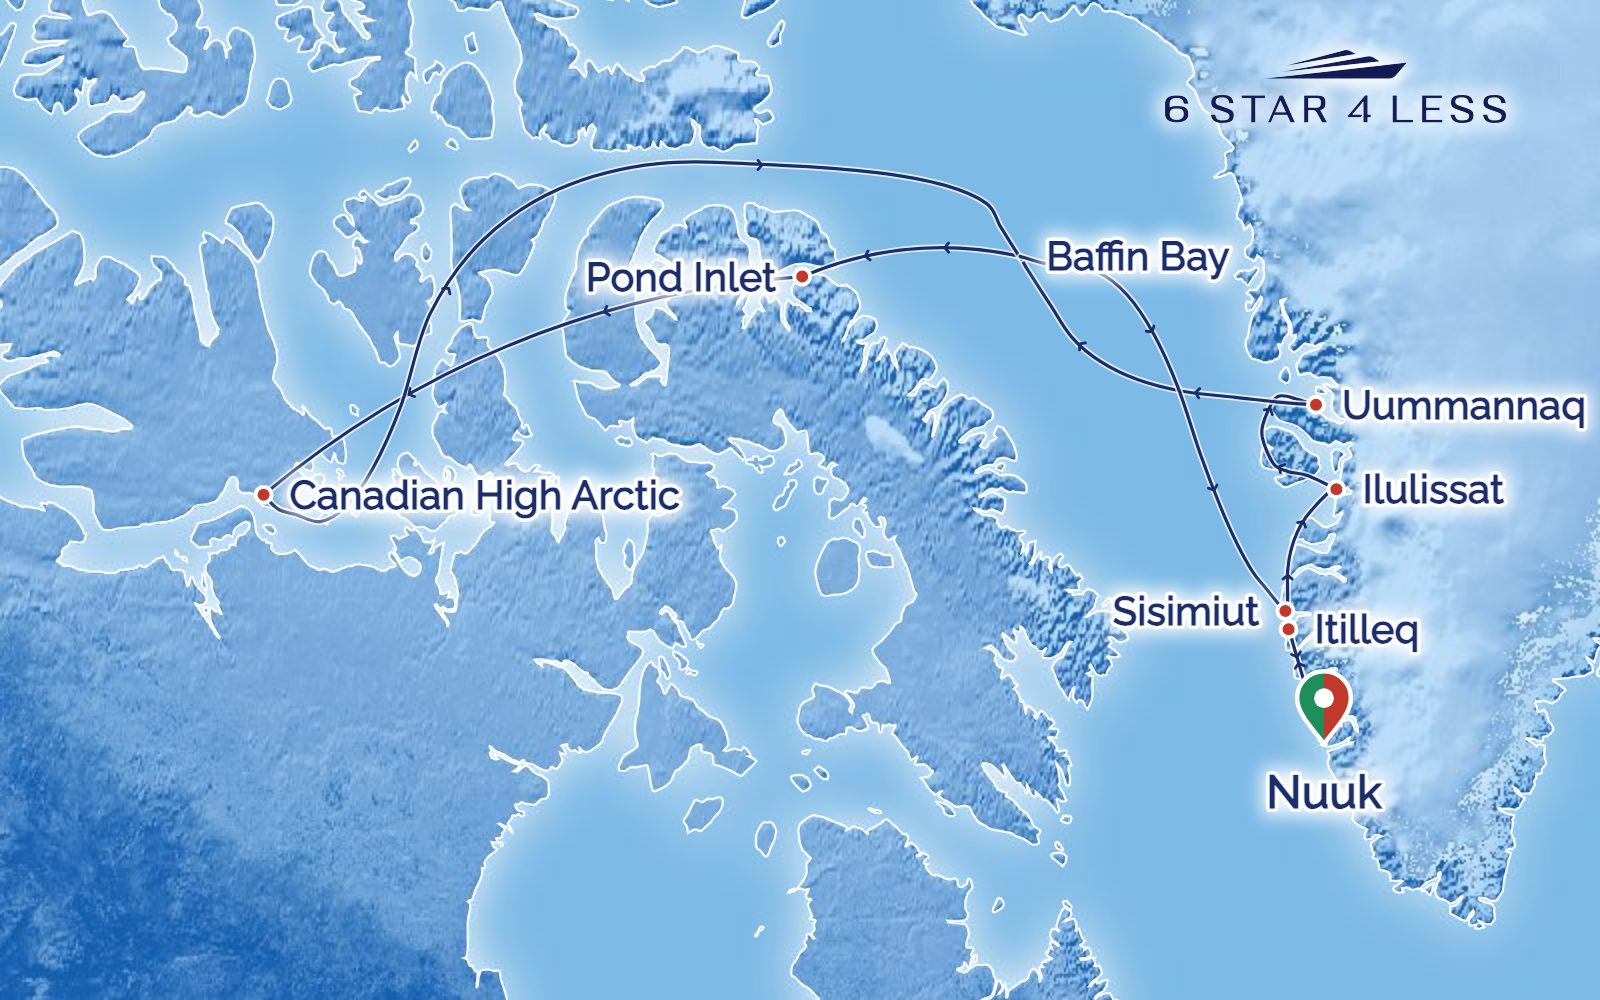 6 STAR 4 LESS
Baffin Bay
Pond Inlet
Uummannaq
Ilulissat
Canadian High Arctic
Sisimiut
Itilleq
Nuuk